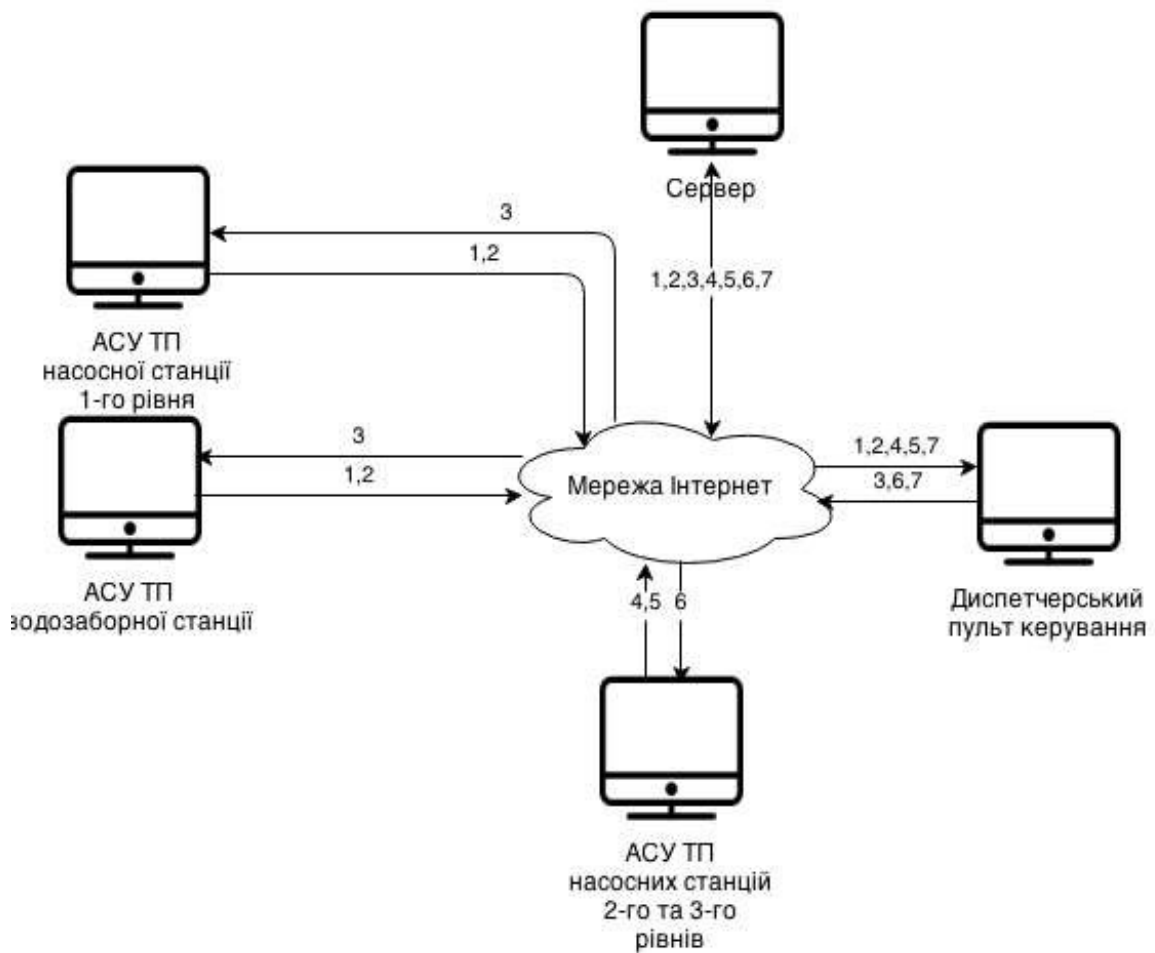 Сервер
3
1,2
1,2,3,4,5,6,7
АСУ ТП
насосної станції
1-го рівня
3
1,2
Мережа Інтернет
1,2,4,5,7
3,6,7
АСУ ТП
водозаборної станції
4,5
6
Диспетчерський
пульт керування
АСУ ТП
насосних станцій
2-го та 3-го
рівнів